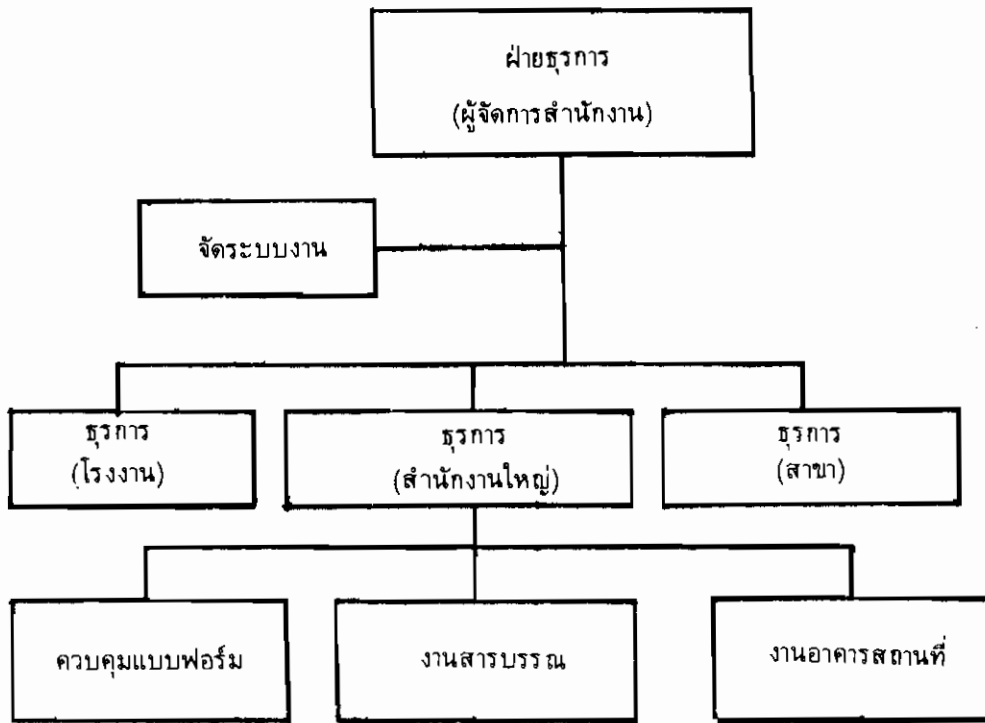 ฝ่ายธุรการ
(ผู้จัดการสำนักงาน)
จัดระบบงาน
ธุรการ
(โรงงาน)
ธุรการ
(สำนักงานใหญ่)
ธุรการ
(สาขา)
ควบคุมแบบฟอร์ม
งานสารบรรณ
งานอาคารสถานที่